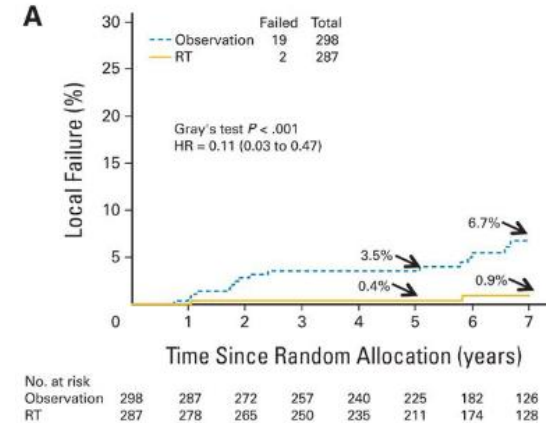 A
Failed Total
Observation 19 298
RT 2 287
Gray's test P < .001
HR = 0.11 (0.03 to 0.47)
Local Failure (%)
30
25
20
15
10
5
0
3.5%
0.4%
6.7%
0.9%
1 2 3 4 5 6 7
Time Since Random Allocation (years)
No. at risk
Observation 298 287 272 257 240 225 182 126
RT 287 278 265 250 235 211 174 128